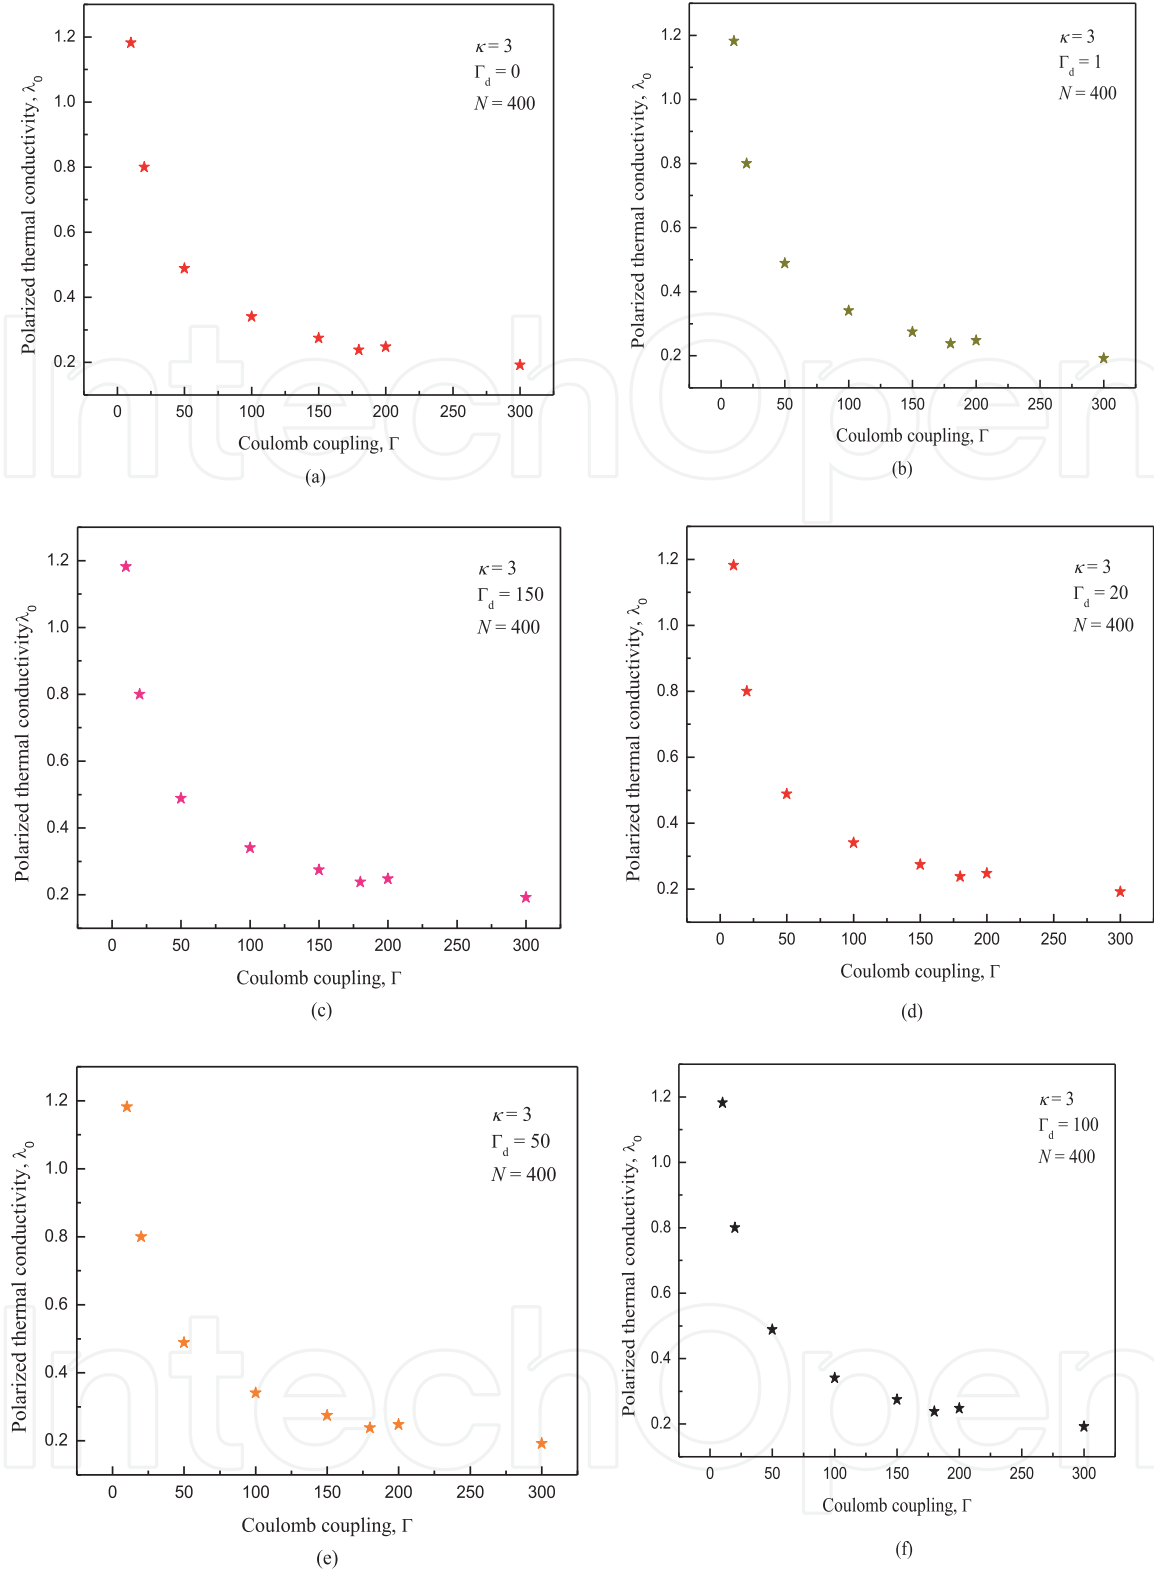 Polarized thermal conductivity, λ0
1.2
1.0
0.8
0.6
0.4
0.2
κ = 3
Γd = 0
N = 400
0 50 100 150 200 250 300
Coulomb coupling, Γ
(a)
Polarized thermal conductivity, λ0
1.2
1.0
0.8
0.6
0.4
0.2
κ = 3
Γd = 1
N = 400
0 50 100 150 200 250 300
Coulomb coupling, Γ
(b)
Polarized thermal conductivityλ0
1.2
1.0
0.8
0.6
0.4
0.2
κ = 3
Γd = 150
N = 400
0 50 100 150 200 250 300
Coulomb coupling, Γ
(c)
Polarized thermal conductivity, λ0
1.2
1.0
0.8
0.6
0.4
0.2
κ = 3
Γd = 20
N = 400
0 50 100 150 200 250 300
Coulomb coupling, Γ
(d)
Polarized thermal conductivity, λ0
1.2
1.0
0.8
0.6
0.4
0.2
κ = 3
Γd = 50
N = 400
0 50 100 150 200 250 300
Coulomb coupling, Γ
(e)
Polarized thermal conductivity, λ0
1.2
1.0
0.8
0.6
0.4
0.2
κ = 3
Γd = 100
N = 400
0 50 100 150 200 250 300
Coulomb coupling, Γ
(f)
IntechOpen
IntechOpen